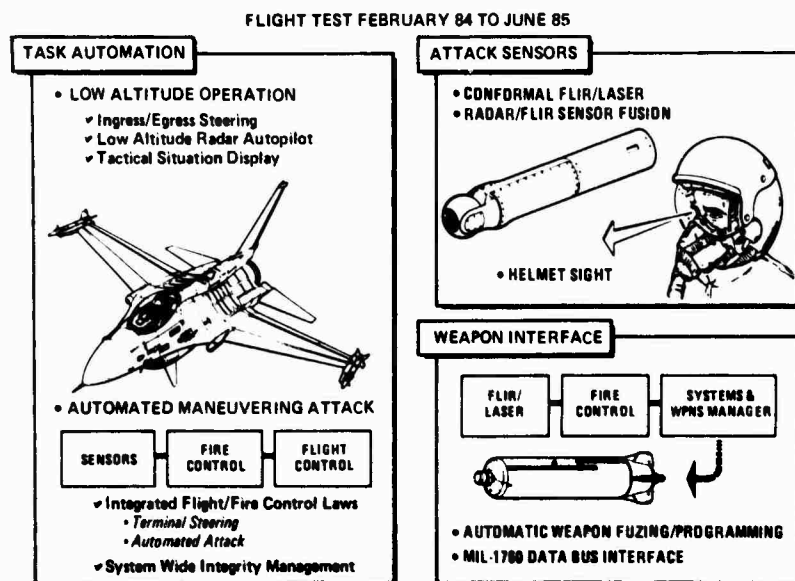 FLIGHT TEST FEBRUARY 84 TO JUNE 85
TASK AUTOMATION
• LOW ALTITUDE OPERATION
✓ Ingress/Egress Steering
✓ Low Altitude Radar Autopilot
✓ Tactical Situation Display
• AUTOMATED MANEUVERING ATTACK
SENSORS
FIRE
CONTROL
FLIGHT
CONTROL
✓ Integrated Flight/Fire Control Laws
• Terminal Steering
• Automated Attack
✓ System Wide Integrity Management
ATTACK SENSORS
• CONFORMAL FLIR/LASER
• RADAR/FLIR SENSOR FUSION
• HELMET SIGHT
WEAPON INTERFACE
FLIR/
LASER
FIRE
CONTROL
SYSTEMS &
WPNS MANAGER
• AUTOMATIC WEAPON FUZING/PROGRAMMING
• MIL-1760 DATA BUS INTERFACE